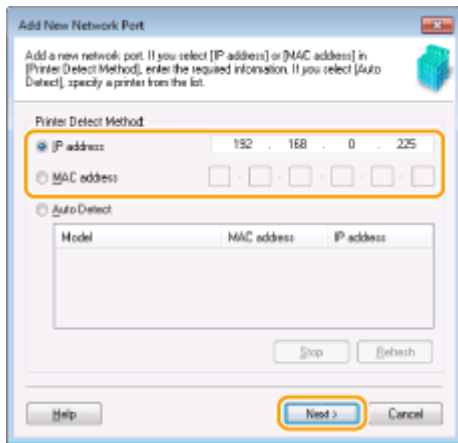 Add New Network Port
Add a new network port. If you select [IP address] or [MAC address] in
[Printer Detect Method], enter the required information. If you select [Auto
Detect], specify a printer from the list.
Printer Detect Method:
IP address 192 . 168 . 0 . 225
MAC address - - - - -
Auto Detect
Model MAC address IP address
Stop Refresh
Help Next > Cancel